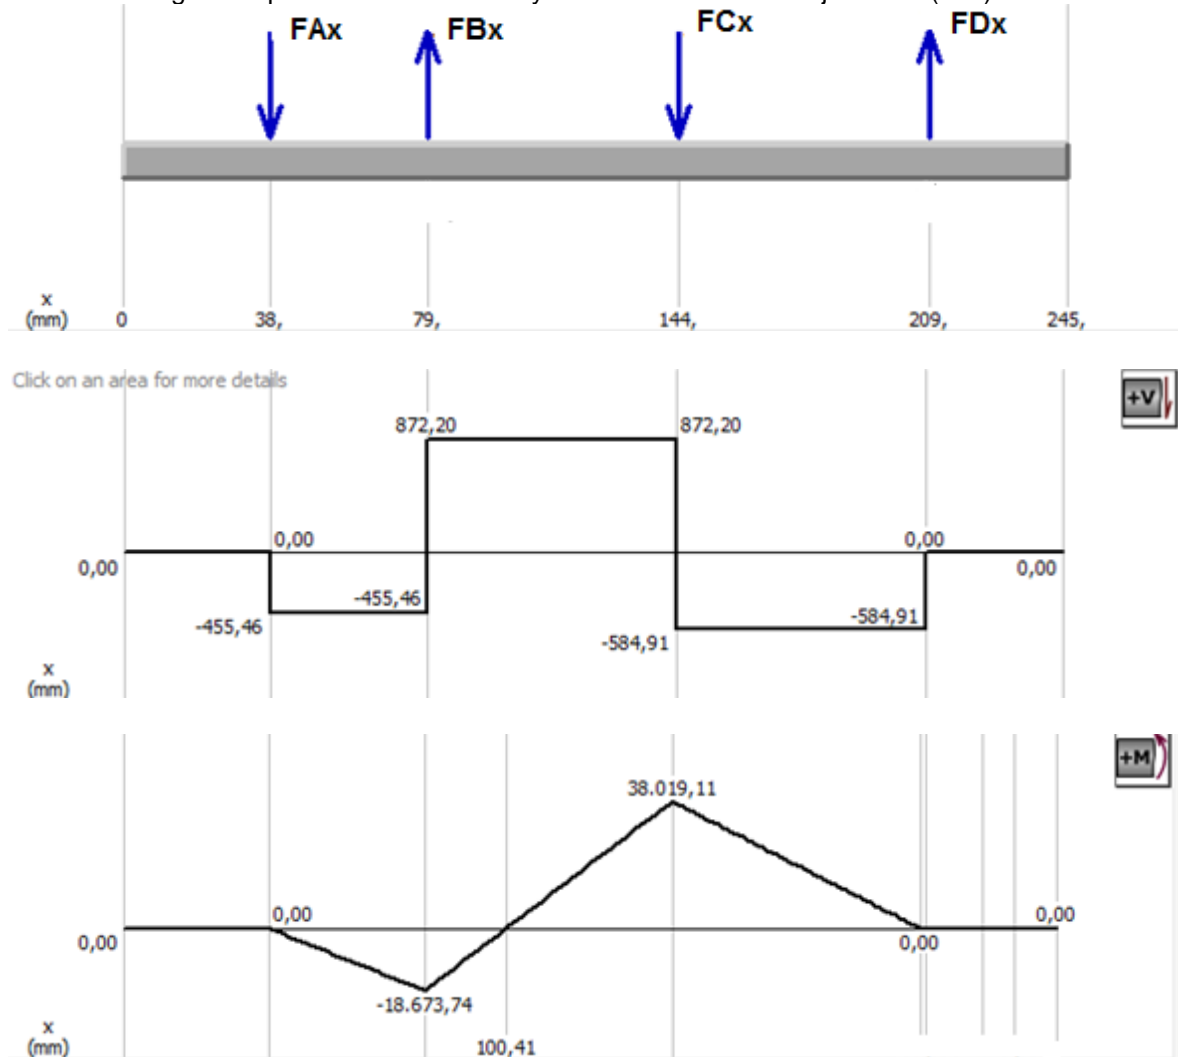 FAx FBx FCx FDx
x
(mm) 0 38, 79, 144, 209, 245,
Click on an area for more details
+V
872,20 872,20
0,00 0,00
0,00 0,00
-455,46
-455,46
-584,91
-584,91
x
(mm)
+M
38.019,11
0,00 0,00
0,00 0,00
-18.673,74
x
(mm) 100,41